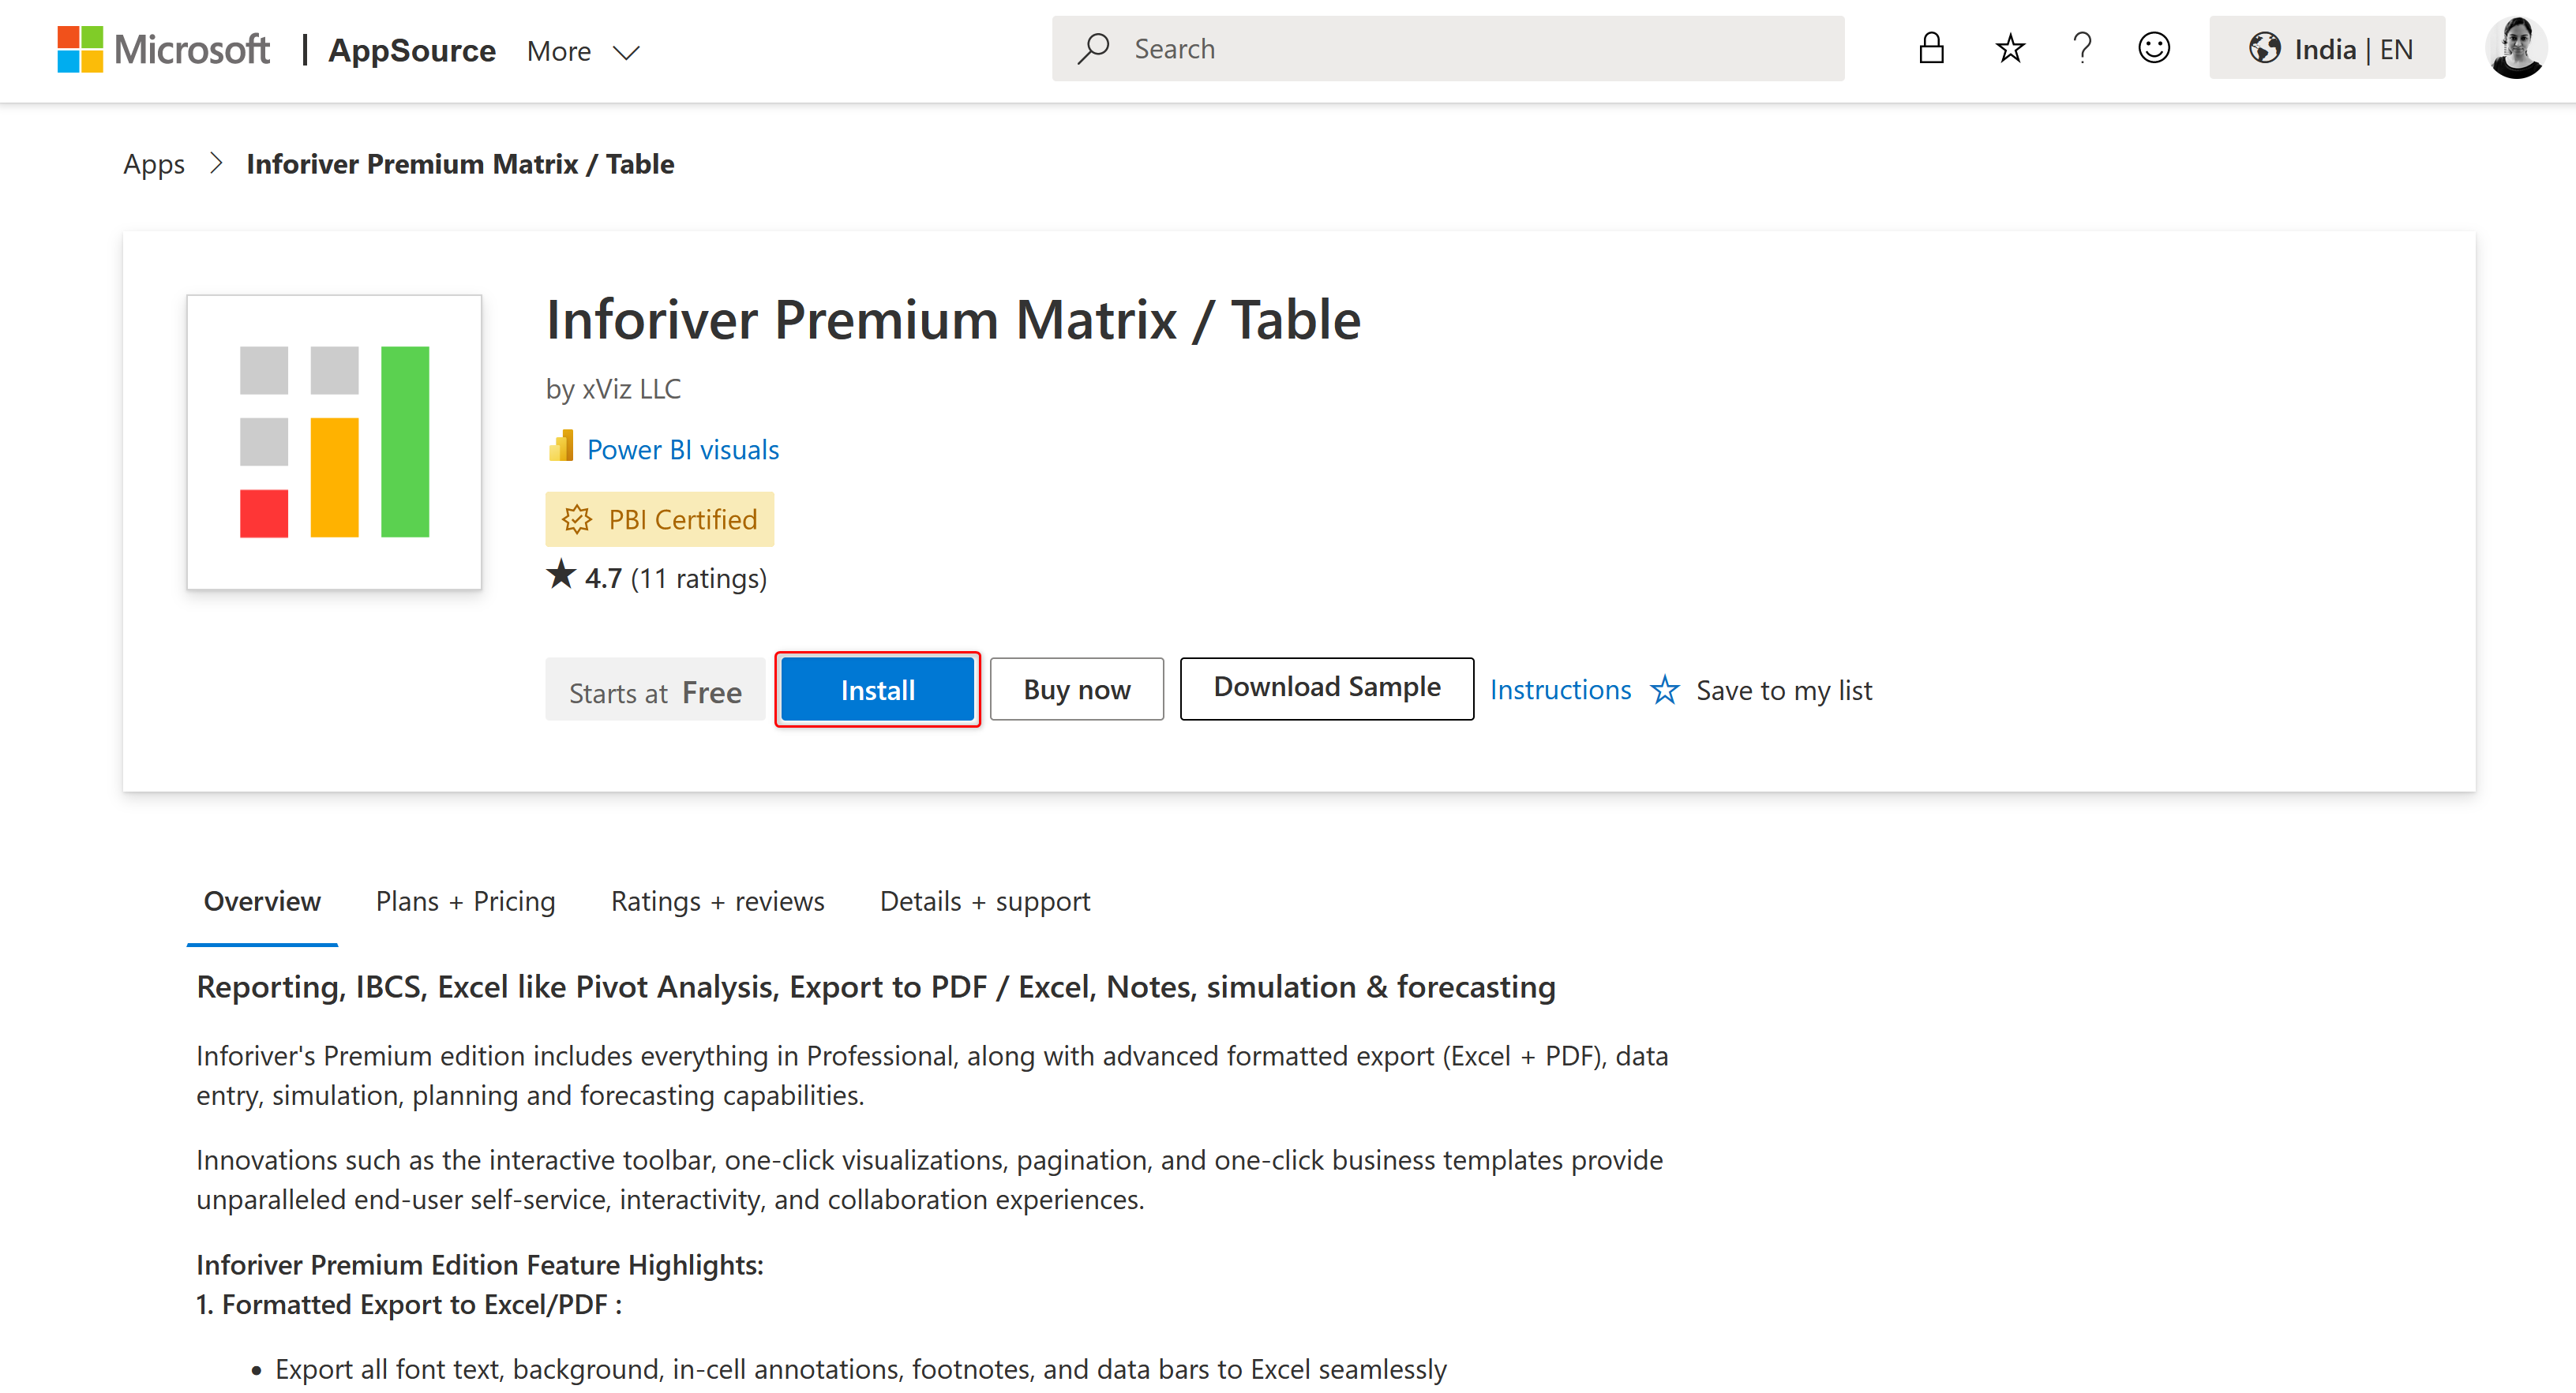 Microsoft | AppSource More Search ? India | EN
Apps > Inforiver Premium Matrix / Table
Inforiver Premium Matrix / Table
by xViz LLC
Power BI visuals
PBI Certified
★ 4.7 (11 ratings)
Starts at Free Install Buy now Download Sample Instructions Save to my list
Overview Plans + Pricing Ratings + reviews Details + support
Reporting, IBCS, Excel like Pivot Analysis, Export to PDF / Excel, Notes, simulation & forecasting
Inforiver's Premium edition includes everything in Professional, along with advanced formatted export (Excel + PDF), data
entry, simulation, planning and forecasting capabilities.
Innovations such as the interactive toolbar, one-click visualizations, pagination, and one-click business templates provide
unparalleled end-user self-service, interactivity, and collaboration experiences.
Inforiver Premium Edition Feature Highlights:
1. Formatted Export to Excel/PDF :
• Export all font text, background, in-cell annotations, footnotes, and data bars to Excel seamlessly